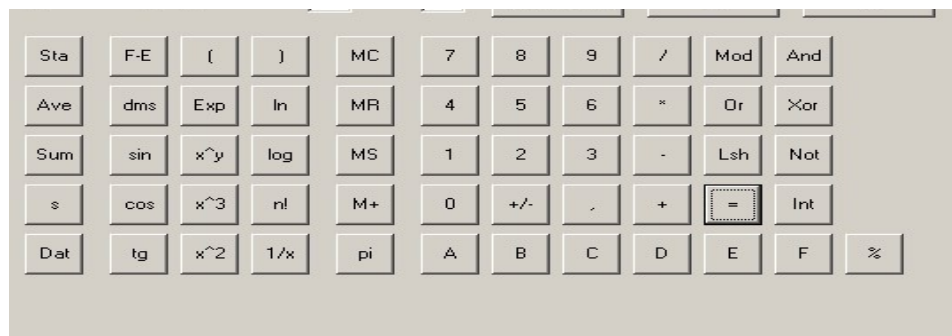 Sta F-E ( ) MC 7 8 9 / Mod And
Ave dms Exp ln MR 4 5 6 * Or Xor
Sum sin x^y log MS 1 2 3 - Lsh Not
s cos x^3 n! M+ 0 +/- , + = Int
Dat tg x^2 1/x pi A B C D E F %